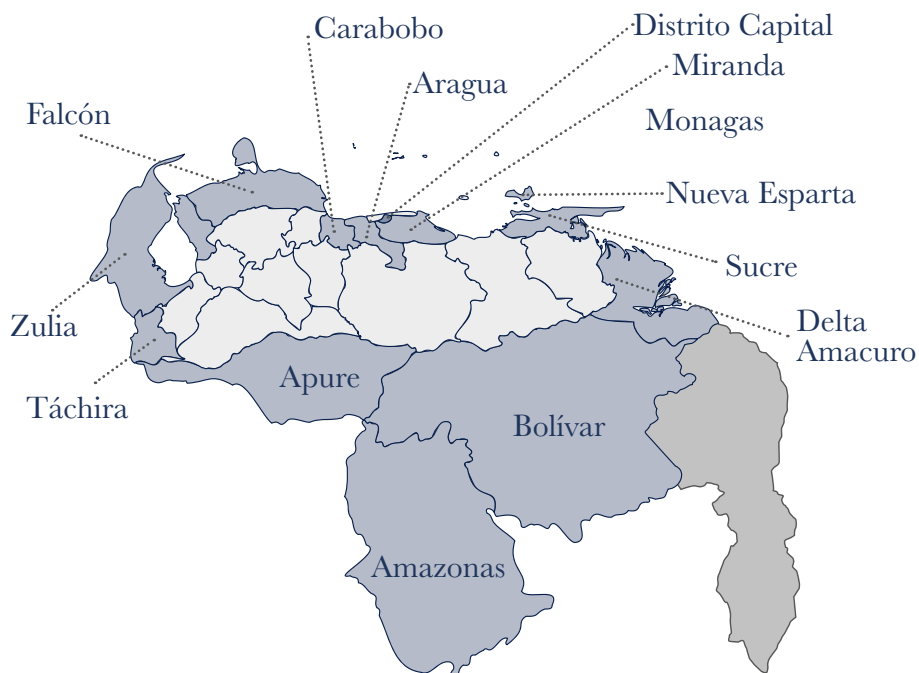 Carabobo
Distrito Capital
Aragua
Miranda
Falcón
Monagas
Nueva Esparta
Sucre
Zulia
Delta
Amacuro
Táchira
Apure
Bolívar
Amazonas